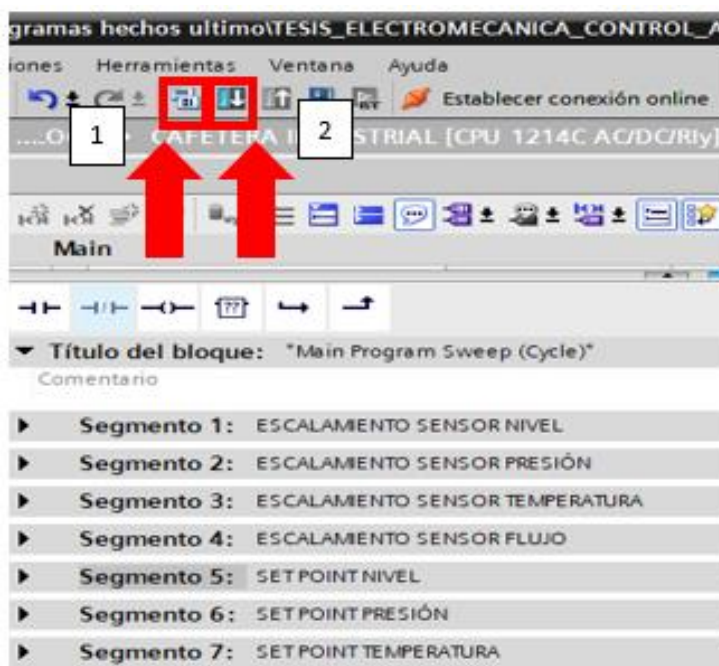 gramas hechos ultimo\TESIS_ELECTROMECANICA_CONTROL_A
iones Herramientas Ventana Ayuda
Establecer conexión online
1 2
CAFETERA STRIAL [CPU 1214C AC/DC/Rly]
Main
Título del bloque: "Main Program Sweep (Cycle)"
Comentario
Segmento 1: ESCALAMIENTO SENSOR NIVEL
Segmento 2: ESCALAMIENTO SENSOR PRESIÓN
Segmento 3: ESCALAMIENTO SENSOR TEMPERATURA
Segmento 4: ESCALAMIENTO SENSOR FLUJO
Segmento 5: SET POINT NIVEL
Segmento 6: SET POINT PRESIÓN
Segmento 7: SET POINT TEMPERATURA